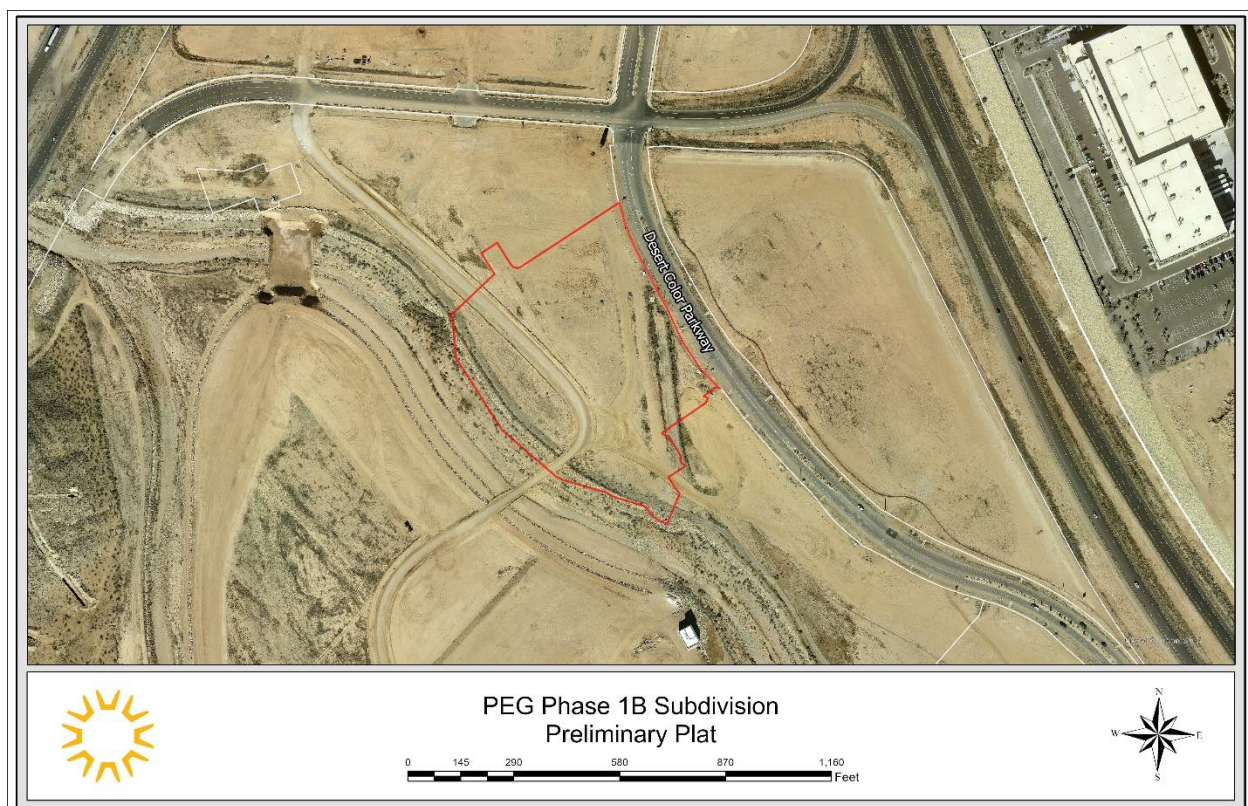 Desert Color Parkway
PEG Phase 1B Subdivision
Preliminary Plat
0 145 290 580 870 1,160
Feet
N
W E
S